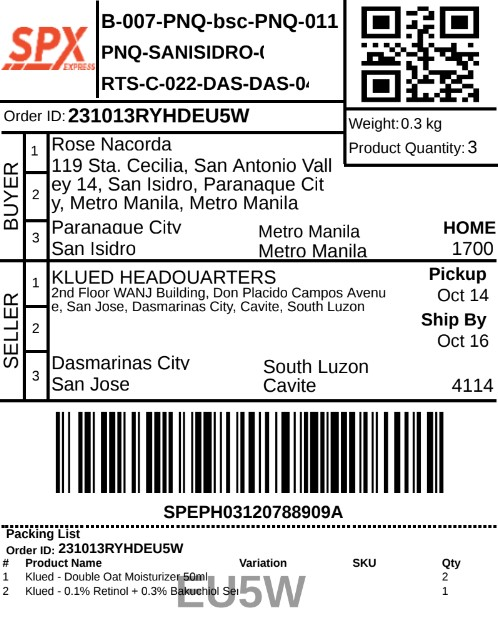 SPX
EXPRESS
B-007-PNQ-bsc-PNQ-011
PNQ-SANISIDRO-
RTS-C-022-DAS-DAS-0
Order ID: 231013RYHDEU5W
Weight: 0.3 kg
Product Quantity: 3
BUYER
1 Rose Nacorda
119 Sta. Cecilia, San Antonio Vall
2 ey 14, San Isidro, Paranaque Cit
y, Metro Manila, Metro Manila
3 Paranaque City Metro Manila HOME
San Isidro Metro Manila 1700
SELLER
1 KLUED HEADQUARTERS Pickup
2nd Floor WANJ Building, Don Placido Campos Avenu Oct 14
e, San Jose, Dasmarinas City, Cavite, South Luzon
2 Ship By
Oct 16
3 Dasmarinas City South Luzon
San Jose Cavite 4114
SPEPH03120788909A
Packing List
Order ID: 231013RYHDEU5W
# Product Name Variation SKU Qty
1 Klued - Double Oat Moisturizer 50ml 2
2 Klued - 0.1% Retinol + 0.3% Bakuchiol Ser 1
EU5W